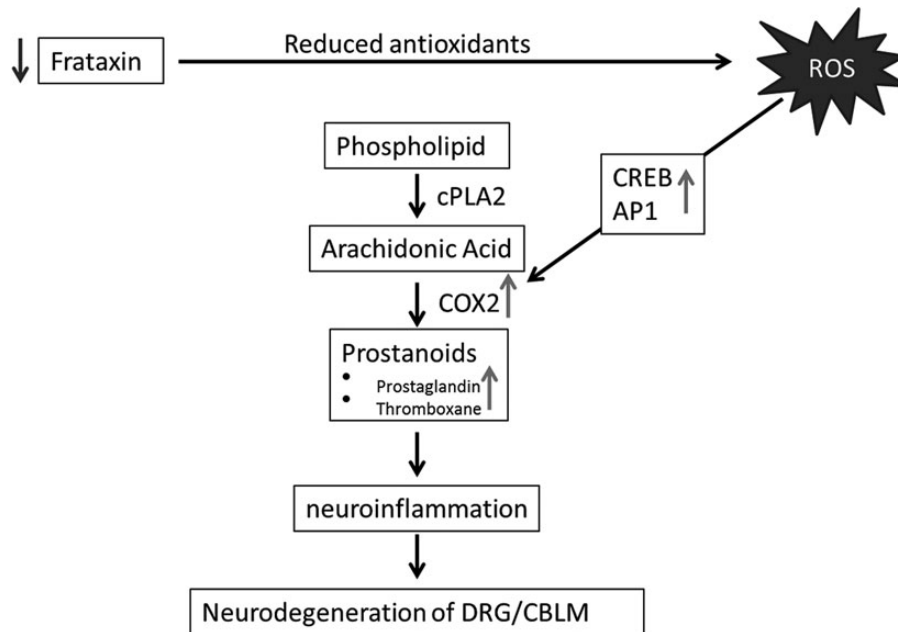 Reduced antioxidants
Frataxin
ROS
Phospholipid
cPLA2
CREB
AP1
Arachidonic Acid
COX2
Prostanoids
• Prostaglandin
• Thromboxane
neuroinflammation
Neurodegeneration of DRG/CBLM